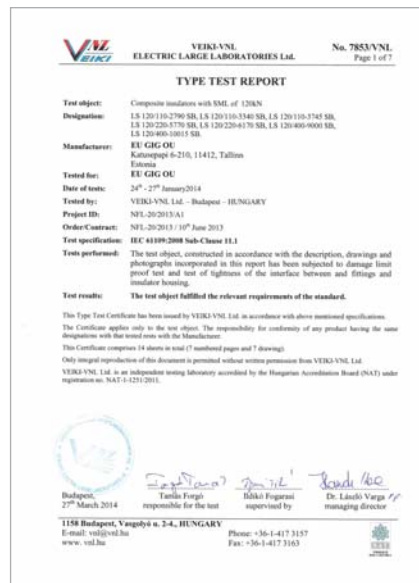 VNL
VEIKI
VEIKI-VNL
ELECTRIC LARGE LABORATORIES Ltd.
No. 7853/VNL
Page 1 of 7
TYPE TEST REPORT
Test object: Composite insulators with SML of 120kN
Designation: LS 120/110-2790 SB, LS 120/110-3340 SB, LS 120/110-3745 SB,
LS 120/220-5770 SB, LS 120/220-6170 SB, LS 120/400-9000 SB,
LS 120/400-10015 SB.
Manufacturer: EU GIG OU
Katusepapi 6-210, 11412, Tallinn
Estonia
Tested for: EU GIG OU
Date of tests: 24th - 27th January2014
Tested by: VEIKI-VNL Ltd. – Budapest – HUNGARY
Project ID: NFL-20/2013/A1
Order/Contract: NFL-20/2013 / 10th June 2013
Test specification: IEC 61109:2008 Sub-Clause 11.1
Tests performed: The test object, constructed in accordance with the description, drawings and
photographs incorporated in this report has been subjected to damage limit
proof test and test of tightness of the interface between and fittings and
insulator housing.
Test results: The test object fulfilled the relevant requirements of the standard.
This Type Test Certificate has been issued by VEIKI-VNL Ltd. in accordance with above mentioned specifications.
The Certificate applies only to the test object. The responsibility for conformity of any product having the same
designations with that tested rests with the Manufacturer.
This Certificate comprises 14 sheets in total (7 numbered pages and 7 drawing).
Only integral reproduction of this document is permitted without written permission from VEIKI-VNL Ltd.
VEIKI-VNL Ltd. is an independent testing laboratory accredited by the Hungarian Accreditation Board (NAT) under
registration no. NAT-1-1251/2013.
Budapest,
27th March 2014
Tamás Forgó
responsible for the test
Ildikó Fogarasi
supervised by
Dr. László Varga
managing director
1158 Budapest, Vasgolyó u. 2-4., HUNGARY
E-mail: vnl@vnl.hu
www. vnl.hu
Phone: +36-1-417 3157
Fax: +36-1-417 3163